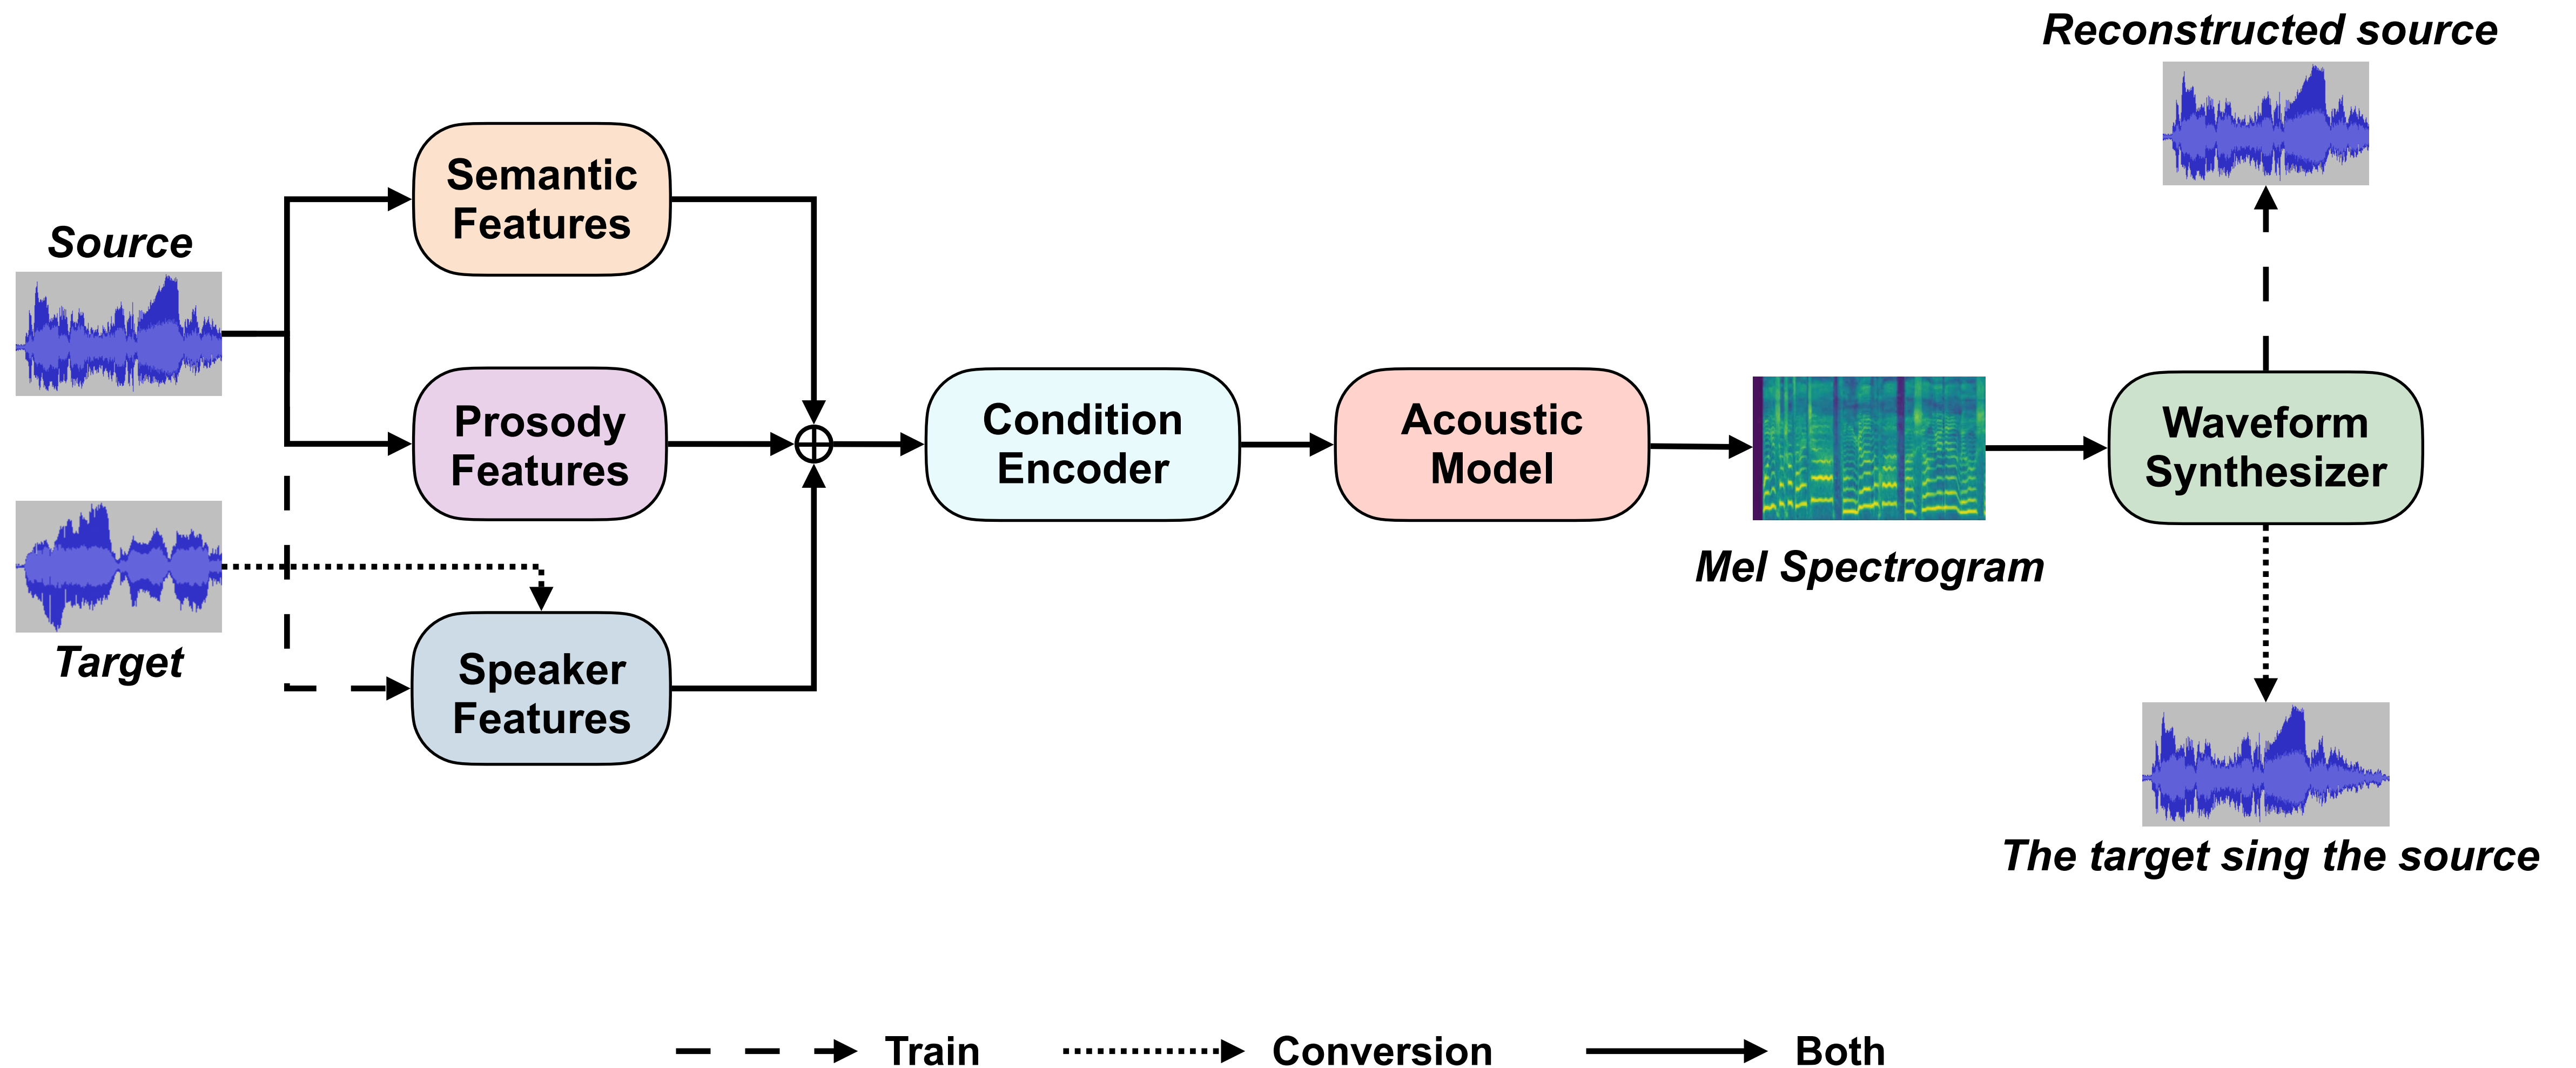 Reconstructed source
Semantic
Features
Source
Prosody
Features
Condition
Encoder
Acoustic
Model
Waveform
Synthesizer
Mel Spectrogram
Target
Speaker
Features
The target sing the source
Train
Conversion
Both